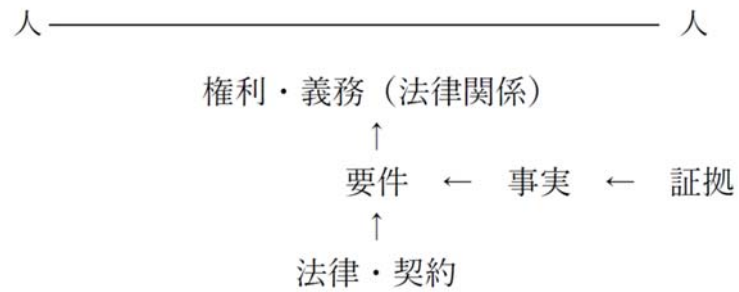 人 人
権利・義務（法律関係）
↑
要件 ← 事実 ← 証拠
↑
法律・契約